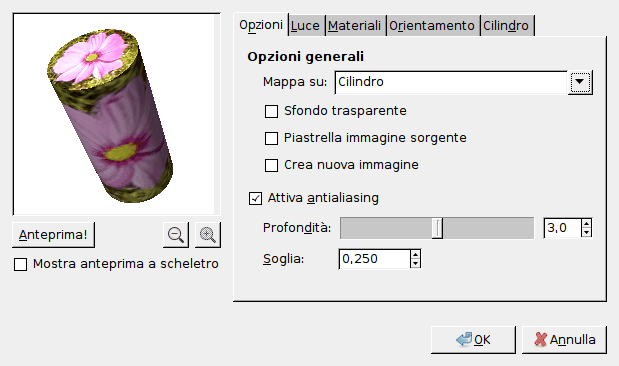 Opzioni Luce Materiali Orientamento Cilindro
Opzioni generali
Mappa su: Cilindro
Sfondo trasparente
Piastrella immagine sorgente
Crea nuova immagine
Attiva antialiasing
Profondità: 3,0
Soglia: 0,250
Anteprima!
Mostra anteprima a scheletro
OK Annulla